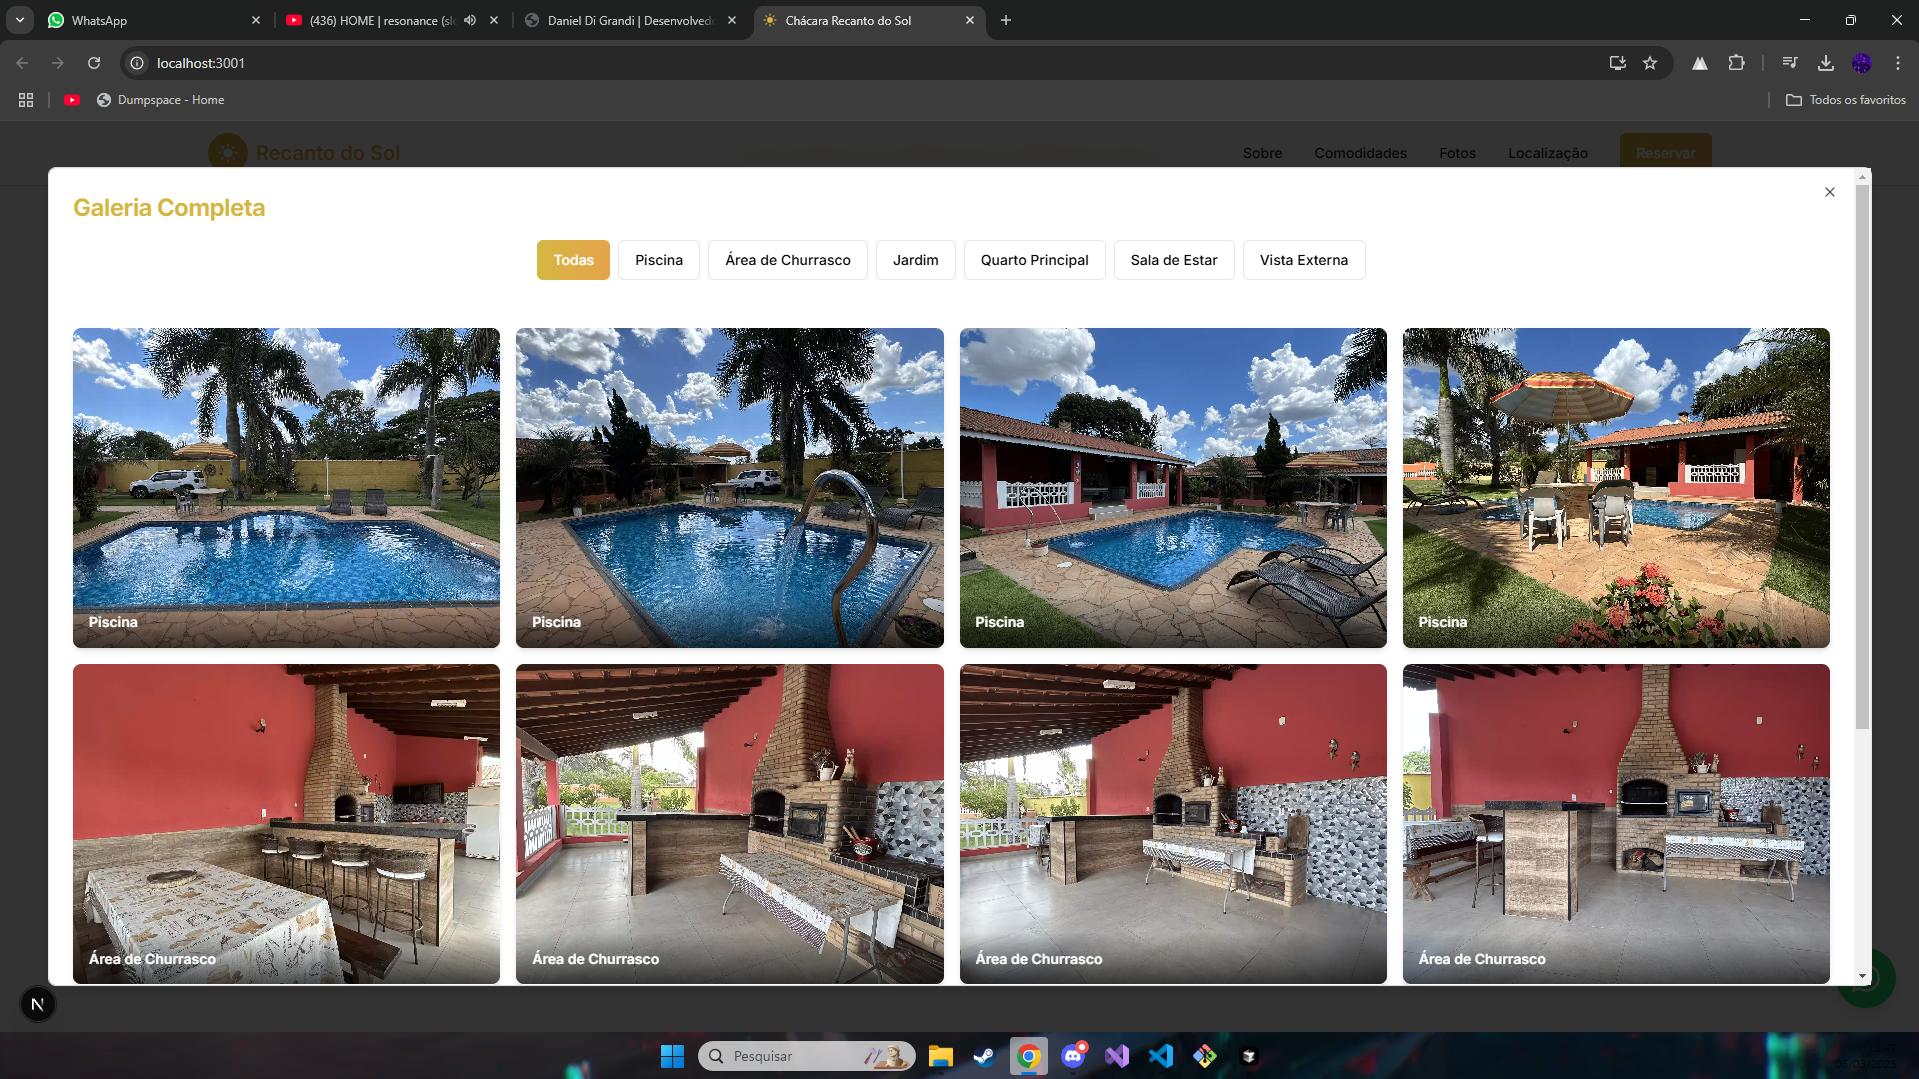 WhatsApp
(436) HOME | resonance (slo
Daniel Di Grandi | Desenvolvedo
Chácara Recanto do Sol
localhost:3001
Dumpspace - Home
Todos os favoritos
Recanto do Sol
Sobre
Comodidades
Fotos
Localização
Reservar
Galeria Completa
Todas
Piscina
Área de Churrasco
Jardim
Quarto Principal
Sala de Estar
Vista Externa
Piscina
Piscina
Piscina
Piscina
Área de Churrasco
Área de Churrasco
Área de Churrasco
Área de Churrasco
N
Pesquisar